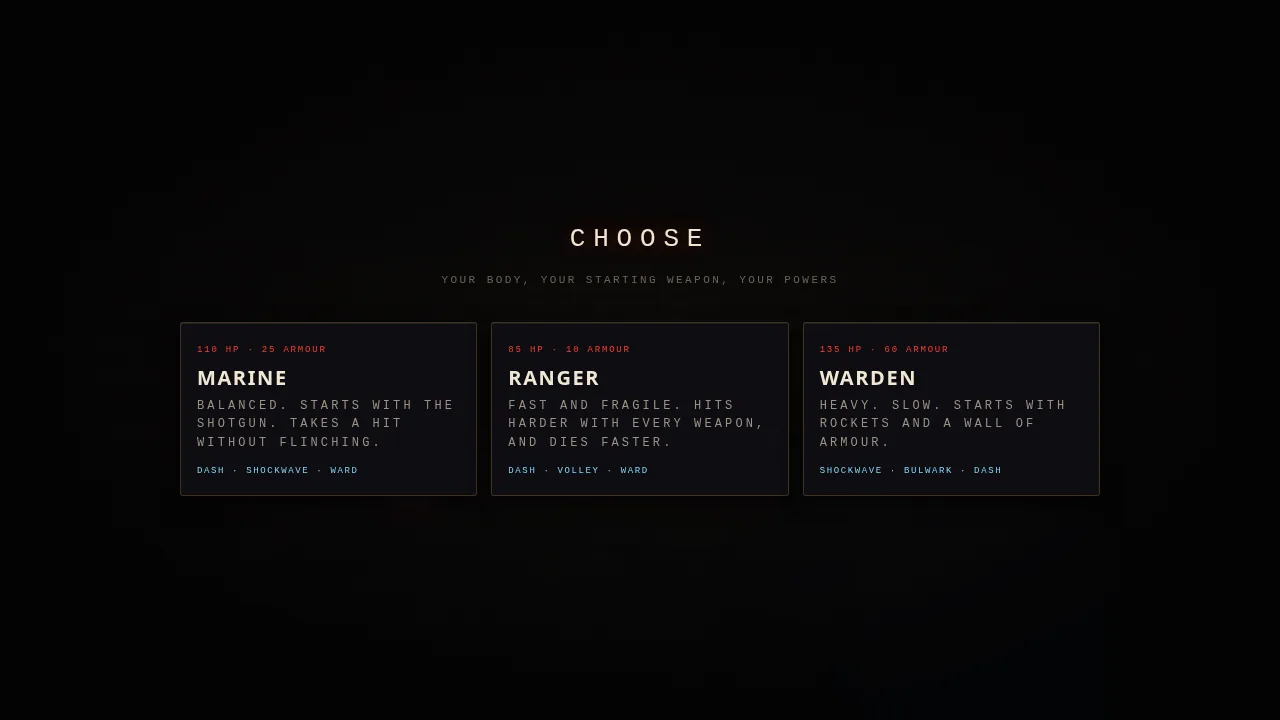 CHOOSE
YOUR BODY, YOUR STARTING WEAPON, YOUR POWERS
110 HP · 25 ARMOUR
MARINE
BALANCED. STARTS WITH THE
SHOTGUN. TAKES A HIT
WITHOUT FLINCHING.
DASH · SHOCKWAVE · WARD
85 HP · 10 ARMOUR
RANGER
FAST AND FRAGILE. HITS
HARDER WITH EVERY WEAPON,
AND DIES FASTER.
DASH · VOLLEY · WARD
135 HP · 60 ARMOUR
WARDEN
HEAVY. SLOW. STARTS WITH
ROCKETS AND A WALL OF
ARMOUR.
SHOCKWAVE · BULWARK · DASH